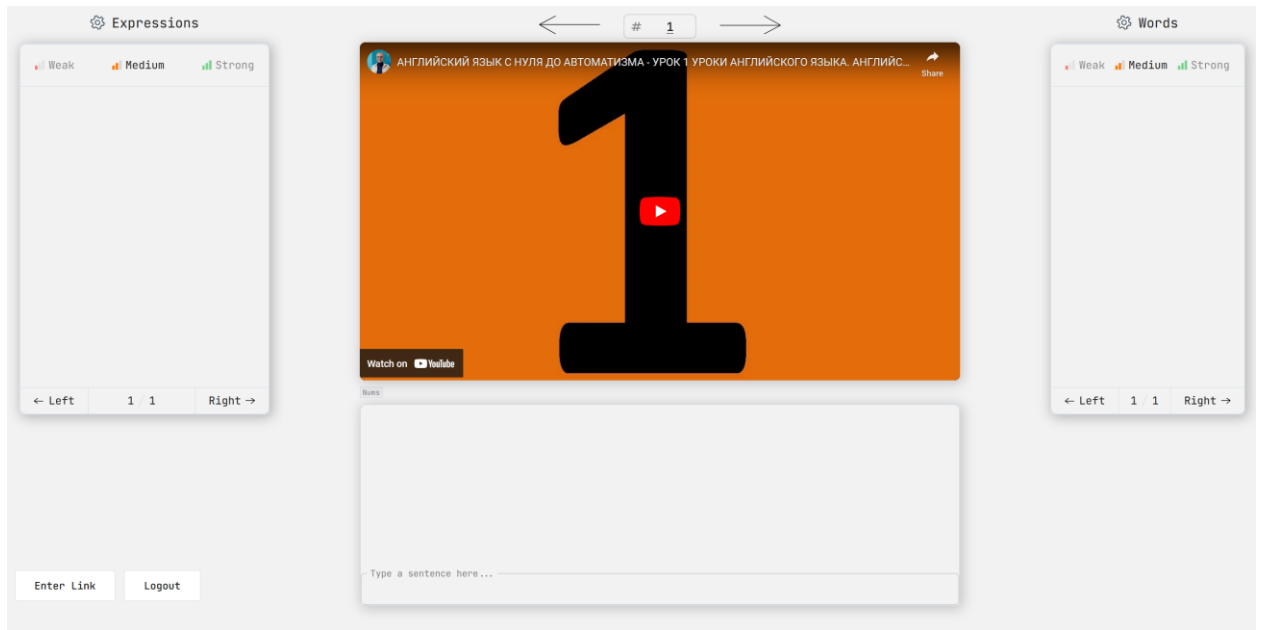 Expressions
# 1
Words
Weak Medium Strong
АНГЛИЙСКИЙ ЯЗЫК С НУЛЯ ДО АВТОМАТИЗМА - УРОК 1 УРОКИ АНГЛИЙСКОГО ЯЗЫКА. АНГЛИЙС...
Share
Weak Medium Strong
1
Watch on YouTube
← Left 1 / 1 Right →
Nums
← Left 1 / 1 Right →
Type a sentence here...
Enter Link Logout